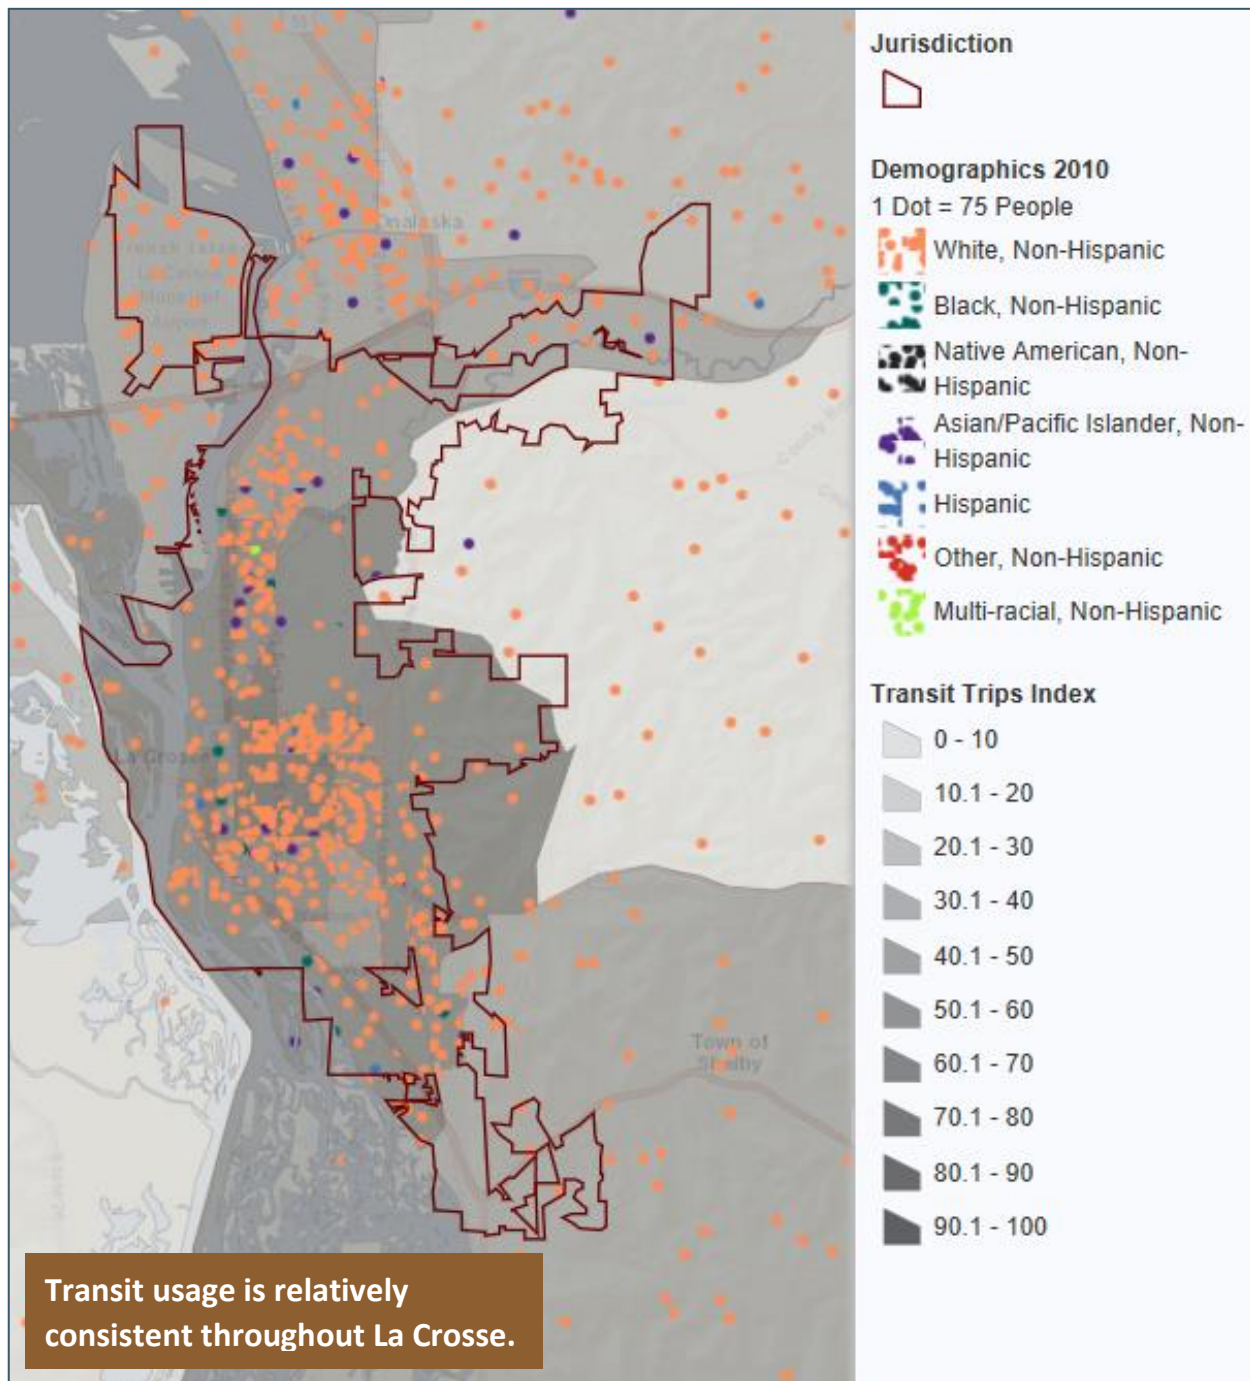 Jurisdiction
Demographics 2010
1 Dot = 75 People
White, Non-Hispanic
Black, Non-Hispanic
Native American, Non-
Hispanic
Asian/Pacific Islander, Non-
Hispanic
Hispanic
Other, Non-Hispanic
Multi-racial, Non-Hispanic
Transit Trips Index
0 - 10
10.1 - 20
20.1 - 30
30.1 - 40
40.1 - 50
50.1 - 60
60.1 - 70
70.1 - 80
80.1 - 90
90.1 - 100
La Crosse
Town of
Shelby
Transit usage is relatively
consistent throughout La Crosse.